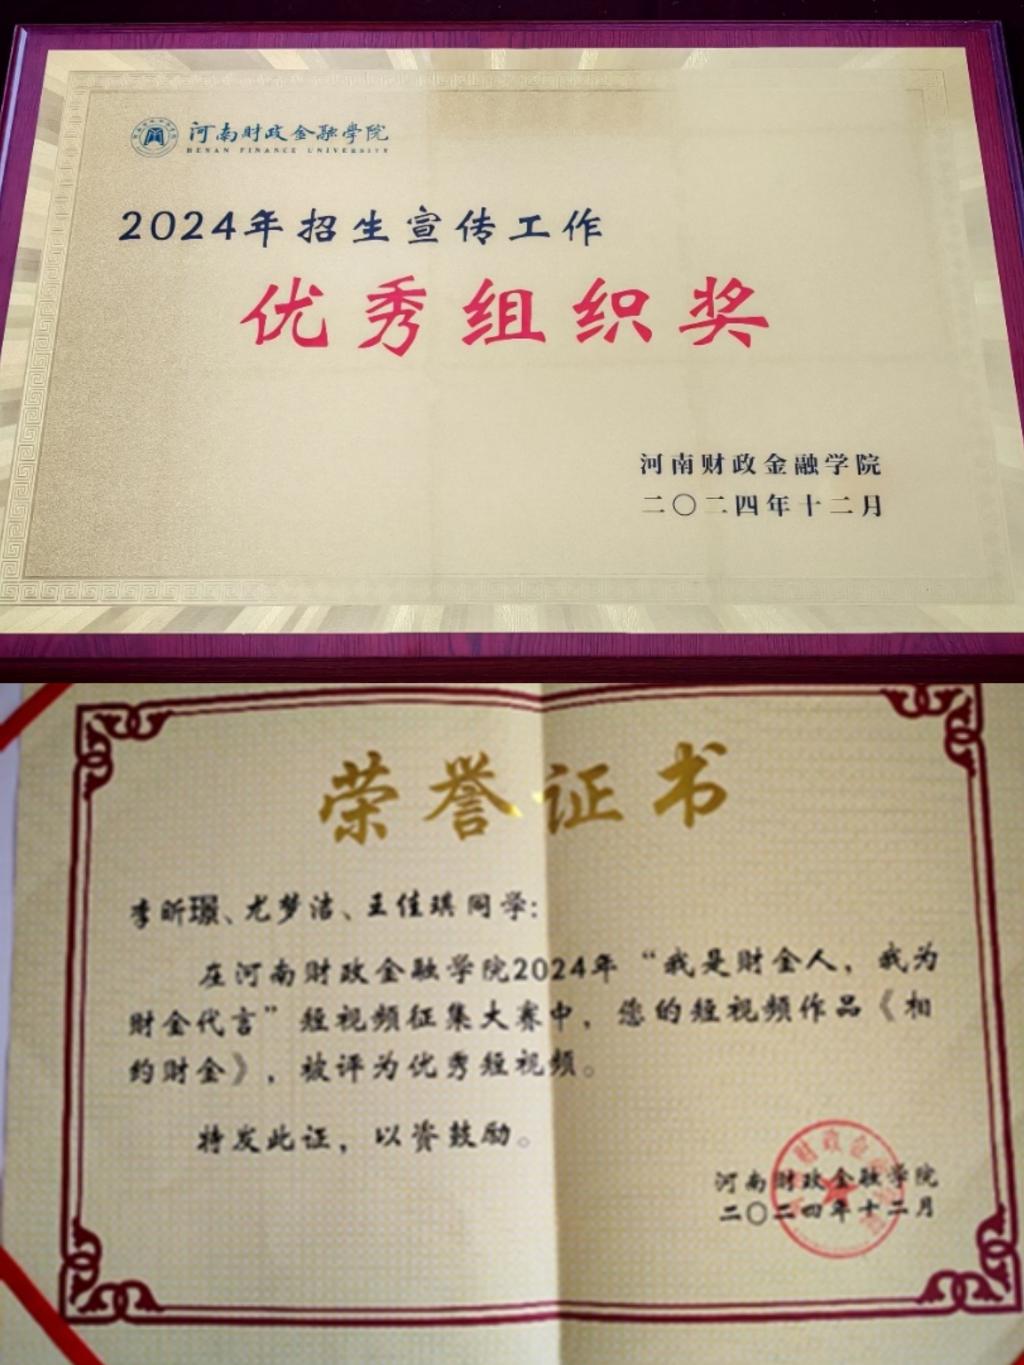 河南财政金融学院
HENAN FINANCE UNIVERSITY
2024年招生宣传工作
优秀组织奖
河南财政金融学院
二〇二四年十二月
荣誉证书
李昕璟、尤梦洁、王佳琪同学:
在河南财政金融学院2024年“我是财金人，我为
财金代言”短视频征集大赛中，您的短视频作品《相
约财金》，被评为优秀短视频。
特发此证，以资鼓励。
河南财政金融学院
二〇二四年十二月